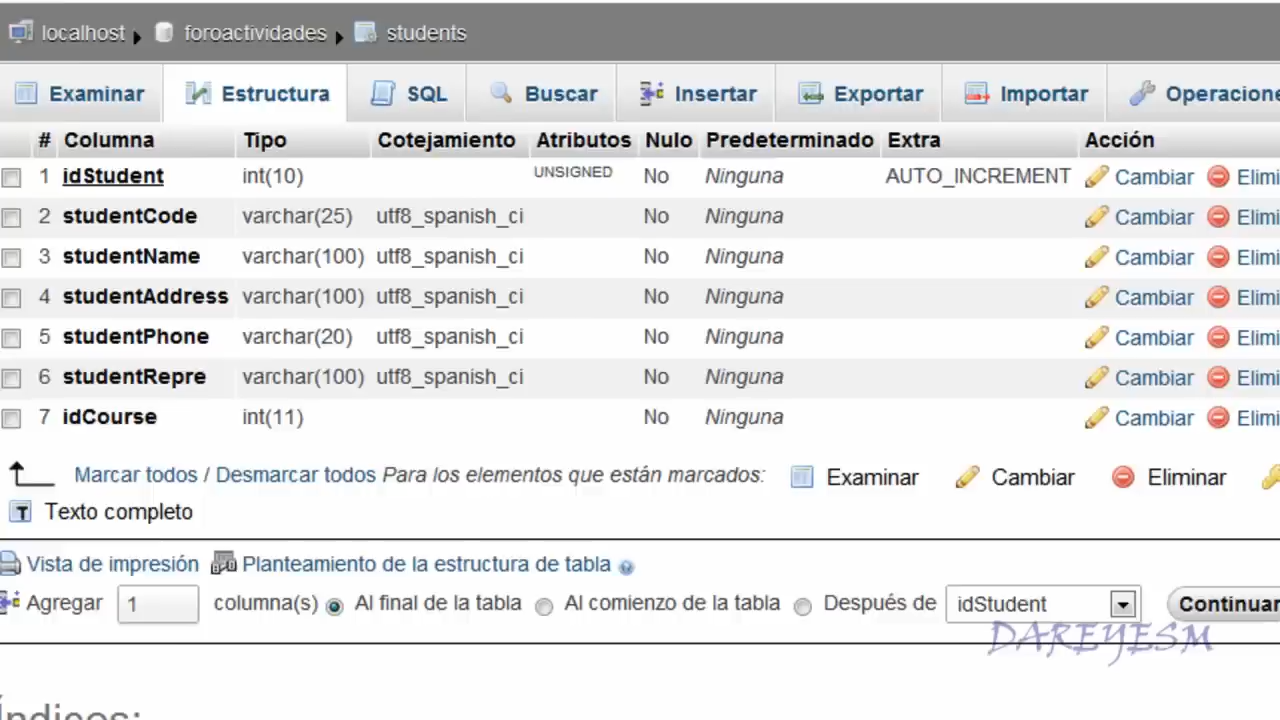 localhost foroactividades students
Examinar Estructura SQL Buscar Insertar Exportar Importar Operacione
# Columna Tipo Cotejamiento Atributos Nulo Predeterminado Extra Acción
1 idStudent int(10) UNSIGNED No Ninguna AUTO_INCREMENT Cambiar Elimi
2 studentCode varchar(25) utf8_spanish_ci No Ninguna Cambiar Elimi
3 studentName varchar(100) utf8_spanish_ci No Ninguna Cambiar Elimi
4 studentAddress varchar(100) utf8_spanish_ci No Ninguna Cambiar Elimi
5 studentPhone varchar(20) utf8_spanish_ci No Ninguna Cambiar Elimi
6 studentRepre varchar(100) utf8_spanish_ci No Ninguna Cambiar Elimi
7 idCourse int(11) No Ninguna Cambiar Elimi
Marcar todos / Desmarcar todos Para los elementos que están marcados: Examinar Cambiar Eliminar
T Texto completo
Vista de impresión Planteamiento de la estructura de tabla
Agregar 1 columna(s) Al final de la tabla Al comienzo de la tabla Después de idStudent Continuar
DAREYESM
Índices: